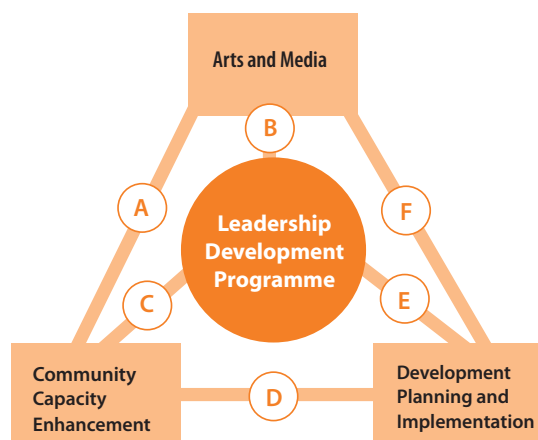 Arts and Media
B
A
F
Leadership
Development
Programme
C
E
Community
Capacity
Enhancement
D
Development
Planning and
Implementation